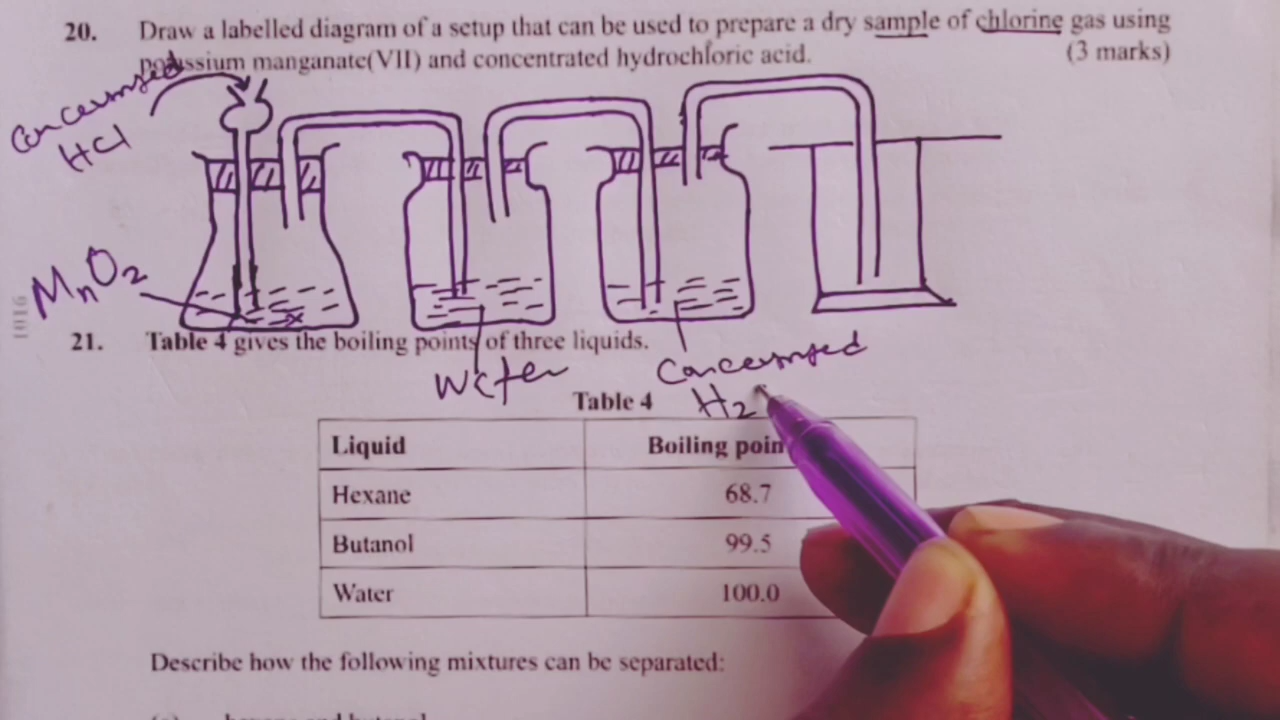 20. Draw a labelled diagram of a setup that can be used to prepare a dry sample of chlorine gas using
potassium manganate(VII) and concentrated hydrochloric acid. (3 marks)
HCl
MnO2
1016
21. Table 4 gives the boiling points of three liquids.
Water
H2
Table 4
Liquid Boiling poin
Hexane 68.7
Butanol 99.5
Water 100.0
Describe how the following mixtures can be separated: